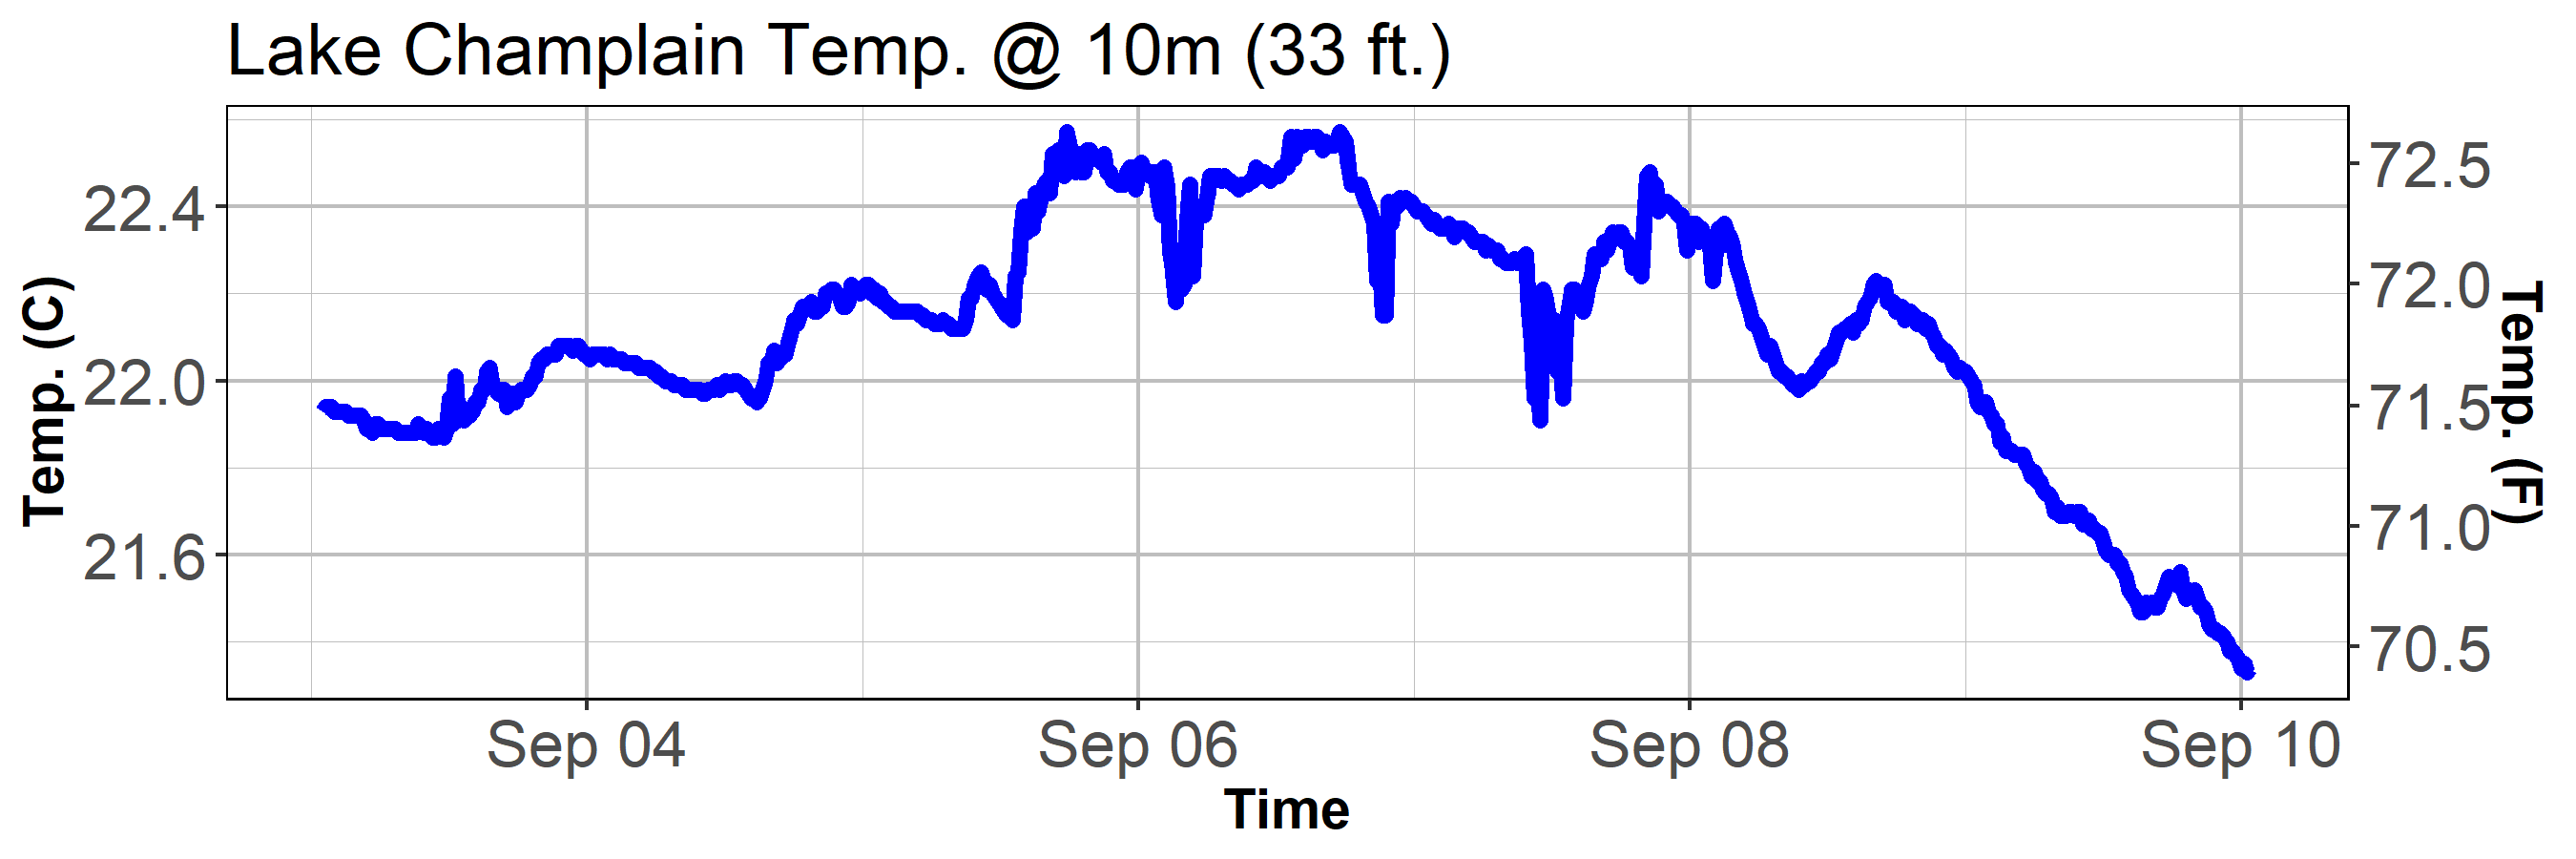 Lake Champlain Temp. @ 10m (33 ft.)
Temp. (C)
22.4
22.0
21.6
72.5
72.0
71.5
71.0
70.5
Temp. (F)
Sep 04
Sep 06
Sep 08
Sep 10
Time